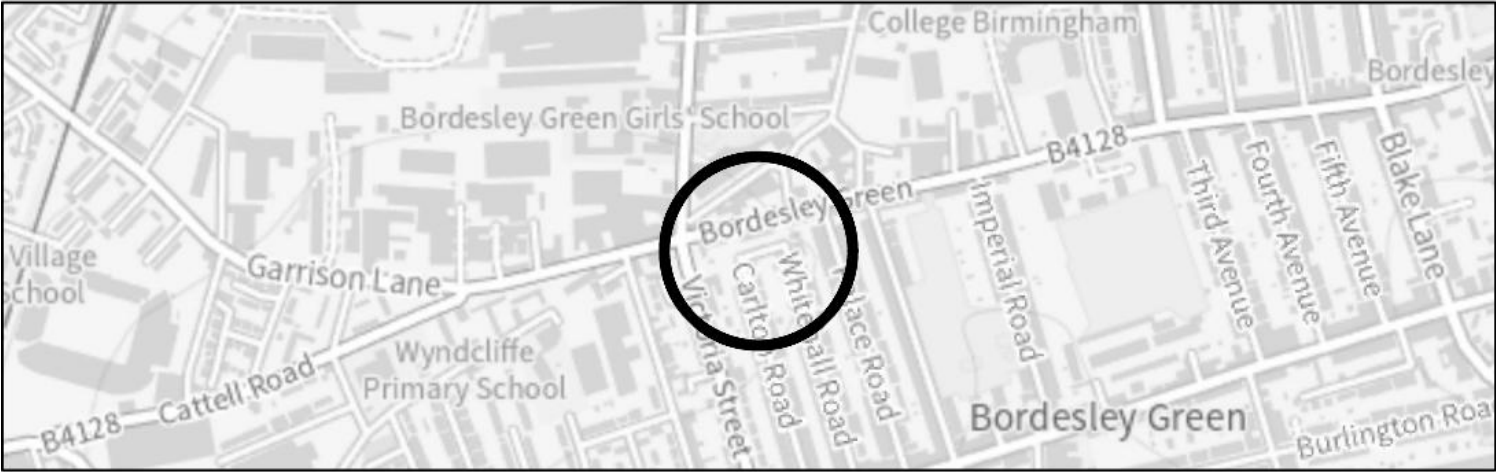 College Birmingham
Bordesley
Bordesley Green Girls' School
B4128
Bordesley Green
Third Avenue
Fourth Avenue
Fifth Avenue
Blake Lane
Imperial Road
Village
School
Garrison Lane
Victoria Street
Carlton Road
Whitehall Road
Wyndcliffe
Primary School
Cattell Road
B4128
Bordesley Green
Burlington Roa